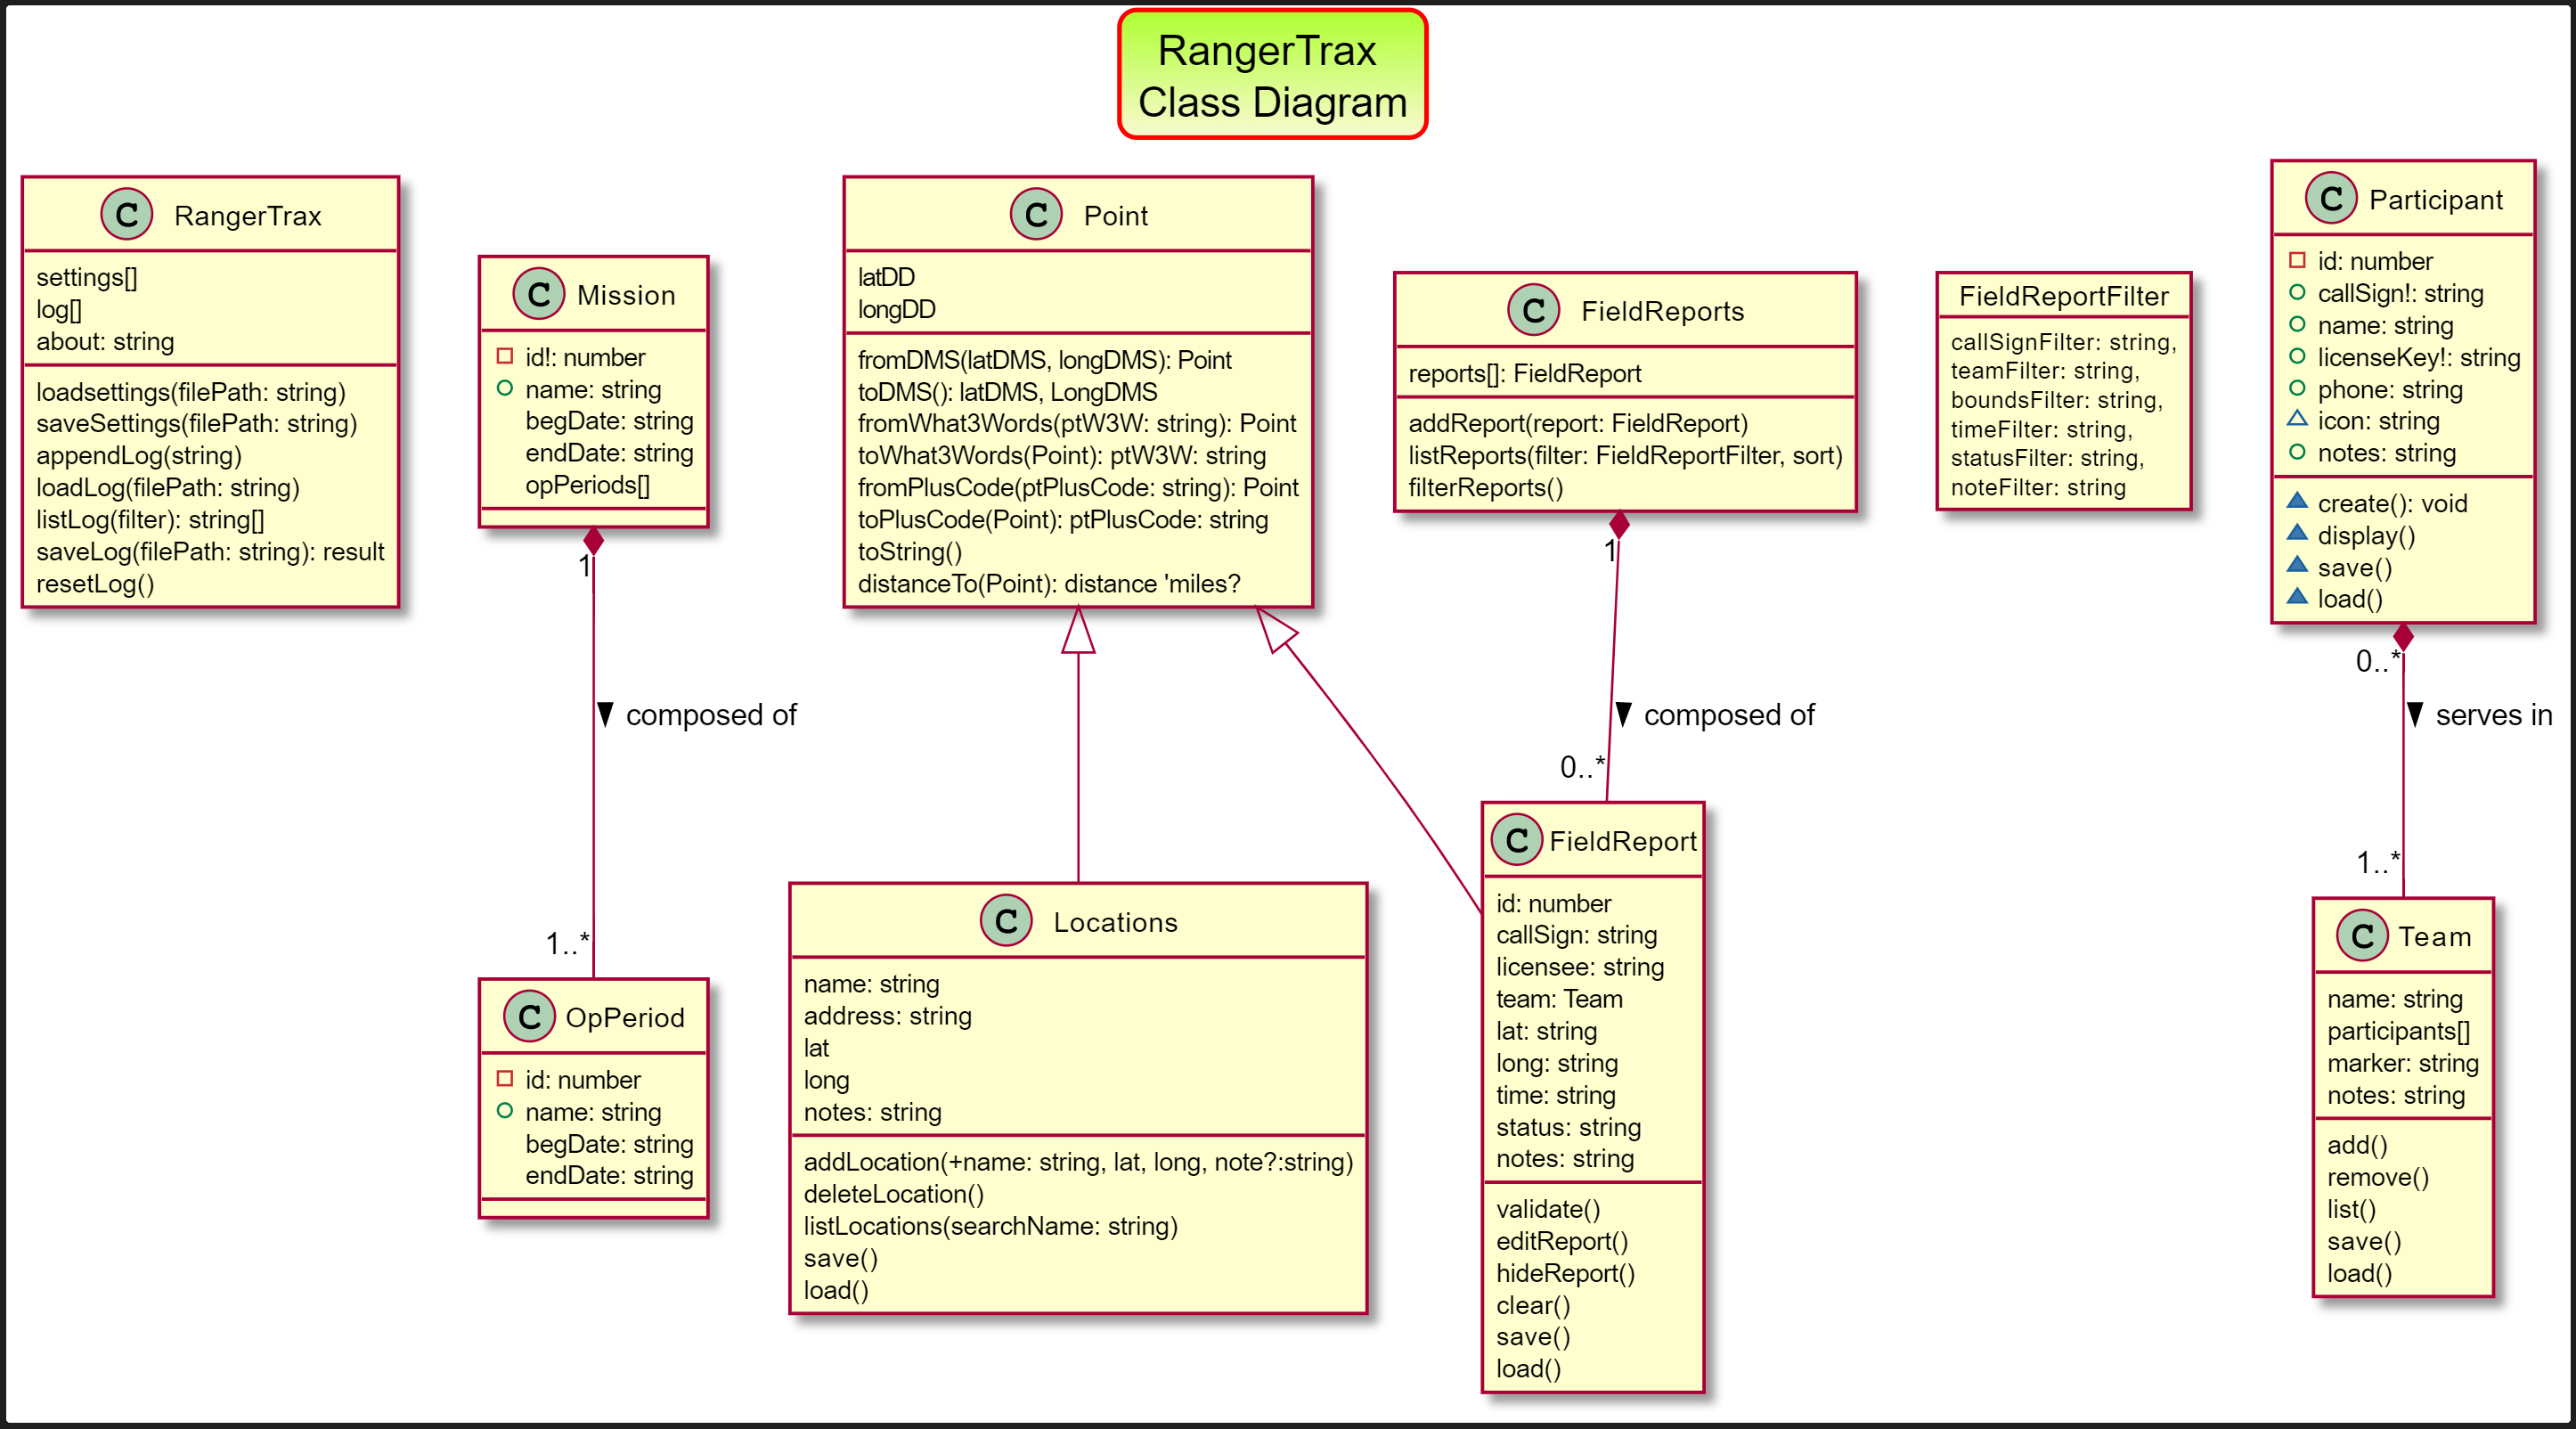 RangerTrax
Class Diagram
C RangerTrax
settings[]
log[]
about: string
loadsettings(filePath: string)
saveSettings(filePath: string)
appendLog(string)
loadLog(filePath: string)
listLog(filter): string[]
saveLog(filePath: string): result
resetLog()
C Mission
id!: number
name: string
begDate: string
endDate: string
opPeriods[]
C Point
latDD
longDD
fromDMS(latDMS, longDMS): Point
toDMS(): latDMS, LongDMS
fromWhat3Words(ptW3W: string): Point
toWhat3Words(Point): ptW3W: string
fromPlusCode(ptPlusCode: string): Point
toPlusCode(Point): ptPlusCode: string
toString()
distanceTo(Point): distance 'miles?
C FieldReports
reports[]: FieldReport
addReport(report: FieldReport)
listReports(filter: FieldReportFilter, sort)
filterReports()
FieldReportFilter
callSignFilter: string,
teamFilter: string,
boundsFilter: string,
timeFilter: string,
statusFilter: string,
noteFilter: string
C Participant
id: number
callSign!: string
name: string
licenseKey!: string
phone: string
icon: string
notes: string
create(): void
display()
save()
load()
1
composed of
1..*
1
composed of
0..*
0..*
serves in
1..*
C OpPeriod
id: number
name: string
begDate: string
endDate: string
C Locations
name: string
address: string
lat
long
notes: string
addLocation(+name: string, lat, long, note?:string)
deleteLocation()
listLocations(searchName: string)
save()
load()
C FieldReport
id: number
callSign: string
licensee: string
team: Team
lat: string
long: string
time: string
status: string
notes: string
validate()
editReport()
hideReport()
clear()
save()
load()
C Team
name: string
participants[]
marker: string
notes: string
add()
remove()
list()
save()
load()